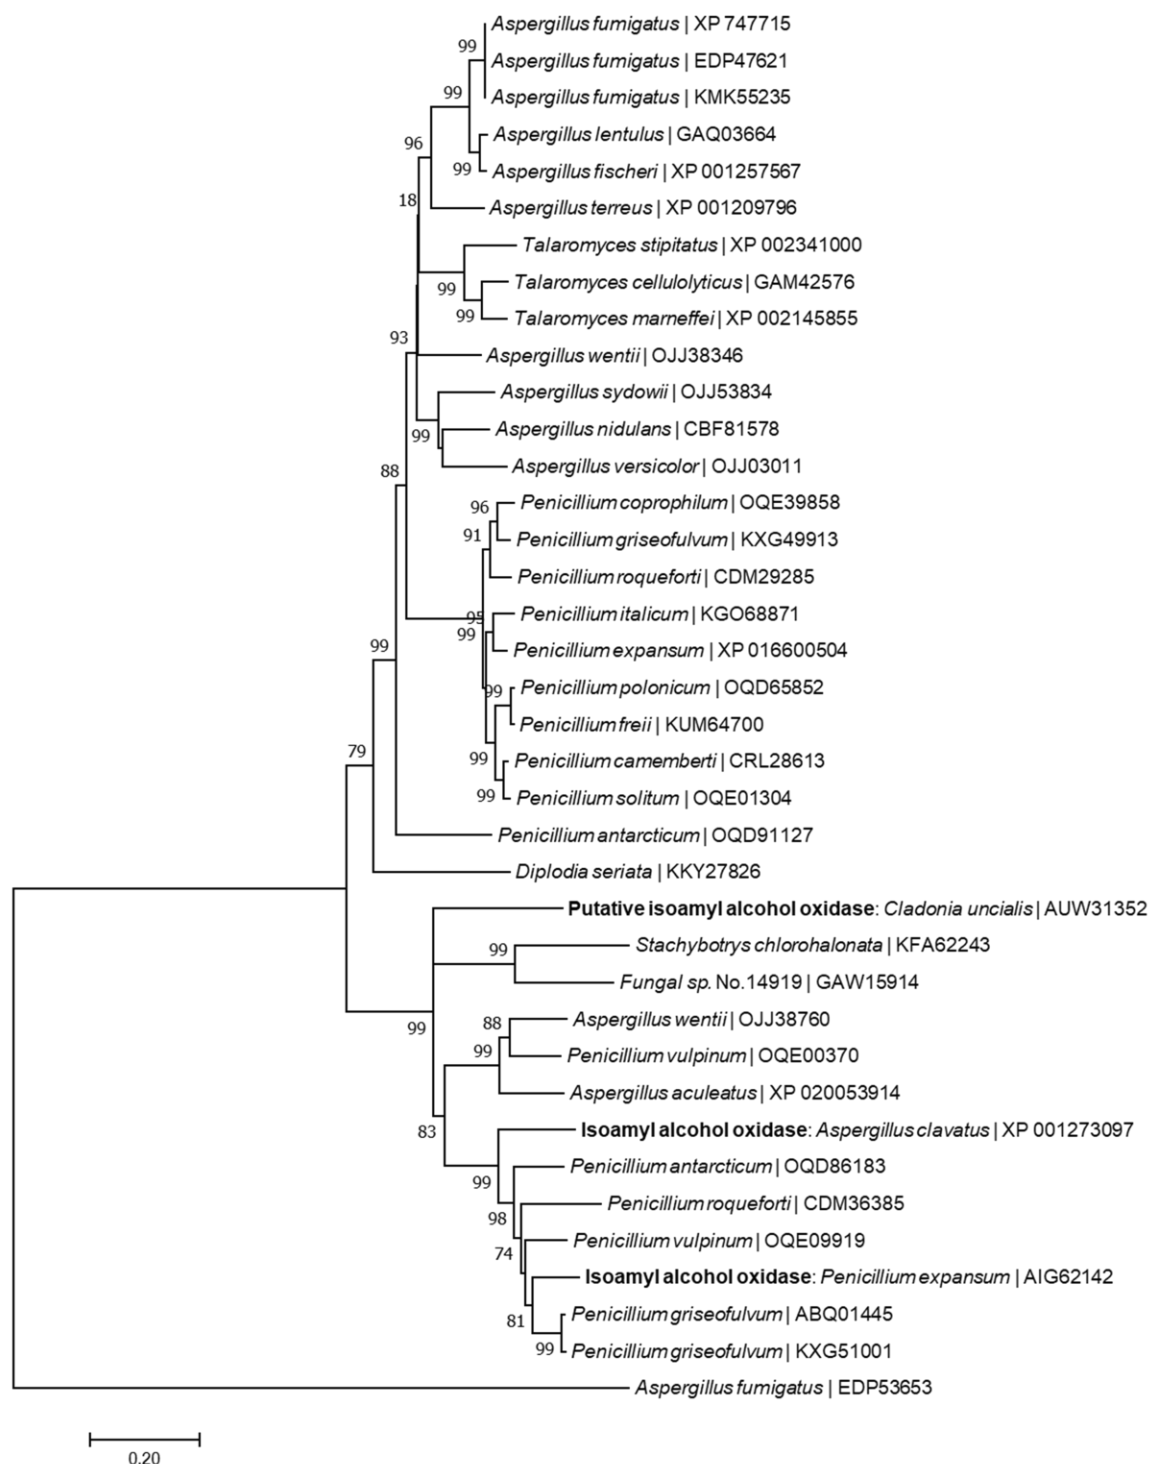 Aspergillus fumigatus | XP 747715
99
Aspergillus fumigatus | EDP47621
99
Aspergillus fumigatus | KMK55235
Aspergillus lentulus | GAQ03664
96
99
Aspergillus fischeri | XP 001257567
18
Aspergillus terreus | XP 001209796
Talaromyces stipitatus | XP 002341000
99
Talaromyces cellulolyticus | GAM42576
99
Talaromyces marneffei | XP 002145855
93
Aspergillus wentii | OJJ38346
Aspergillus sydowii | OJJ53834
99
Aspergillus nidulans | CBF81578
Aspergillus versicolor | OJJ03011
88
96
Penicillium coprophilum | OQE39858
91
Penicillium griseofulvum | KXG49913
Penicillium roqueforti | CDM29285
95
Penicillium italicum | KGO68871
99
99
Penicillium expansum | XP 016600504
99
Penicillium polonicum | OQD65852
Penicillium freii | KUM64700
79
99
Penicillium camemberti | CRL28613
99
Penicillium solitum | OQE01304
Penicillium antarcticum | OQD91127
Diplodia seriata | KKY27826
Putative isoamyl alcohol oxidase: Cladonia uncialis | AUW31352
99
Stachybotrys chlorohalonata | KFA62243
Fungal sp. No.14919 | GAW15914
99
88
Aspergillus wentii | OJJ38760
99
Penicillium vulpinum | OQE00370
Aspergillus aculeatus | XP 020053914
83
Isoamyl alcohol oxidase: Aspergillus clavatus | XP 001273097
99
Penicillium antarcticum | OQD86183
98
Penicillium roqueforti | CDM36385
74
Penicillium vulpinum | OQE09919
Isoamyl alcohol oxidase: Penicillium expansum | AIG62142
81
Penicillium griseofulvum | ABQ01445
99
Penicillium griseofulvum | KXG51001
Aspergillus fumigatus | EDP53653
0.20